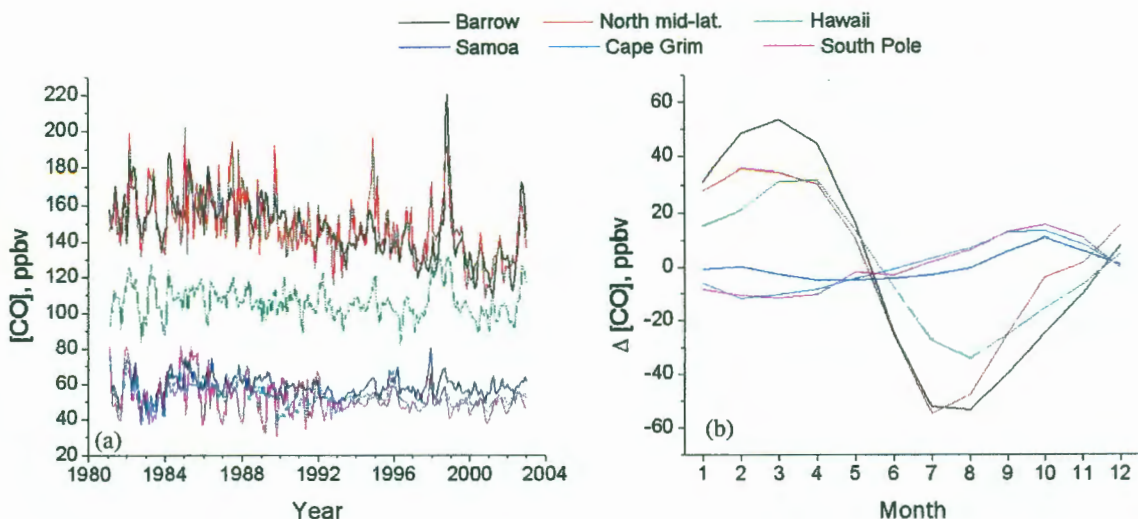 Barrow North mid-lat. Hawaii
Samoa Cape Grim South Pole
[CO], ppbv
220
200
180
160
140
120
100
80
60
40
20
(a)
1980 1984 1988 1992 1996 2000 2004
Year
Δ [CO], ppbv
60
40
20
0
-20
-40
-60
(b)
1 2 3 4 5 6 7 8 9 10 11 12
Month